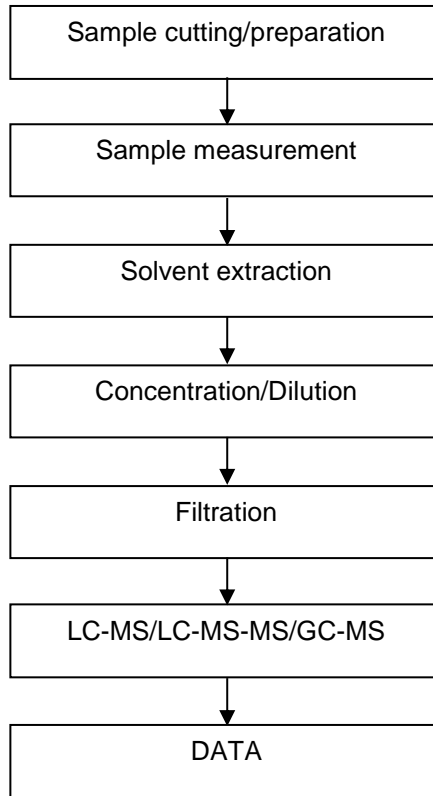 Sample cutting/preparation
Sample measurement
Solvent extraction
Concentration/Dilution
Filtration
LC-MS/LC-MS-MS/GC-MS
DATA